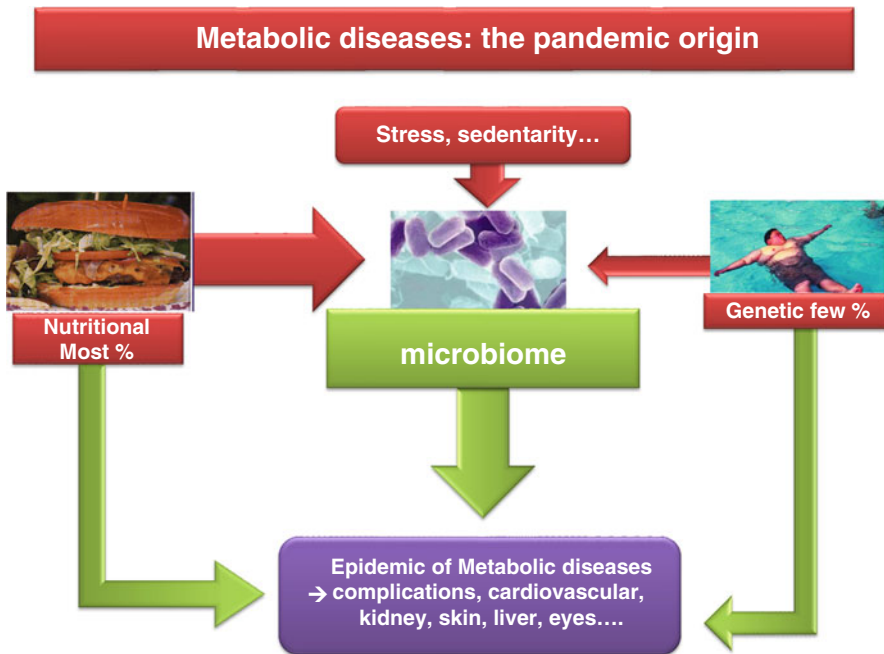 Metabolic diseases: the pandemic origin
Stress, sedentarity...
Nutritional
Most %
Genetic few %
microbiome
Epidemic of Metabolic diseases
→ complications, cardiovascular,
kidney, skin, liver, eyes....